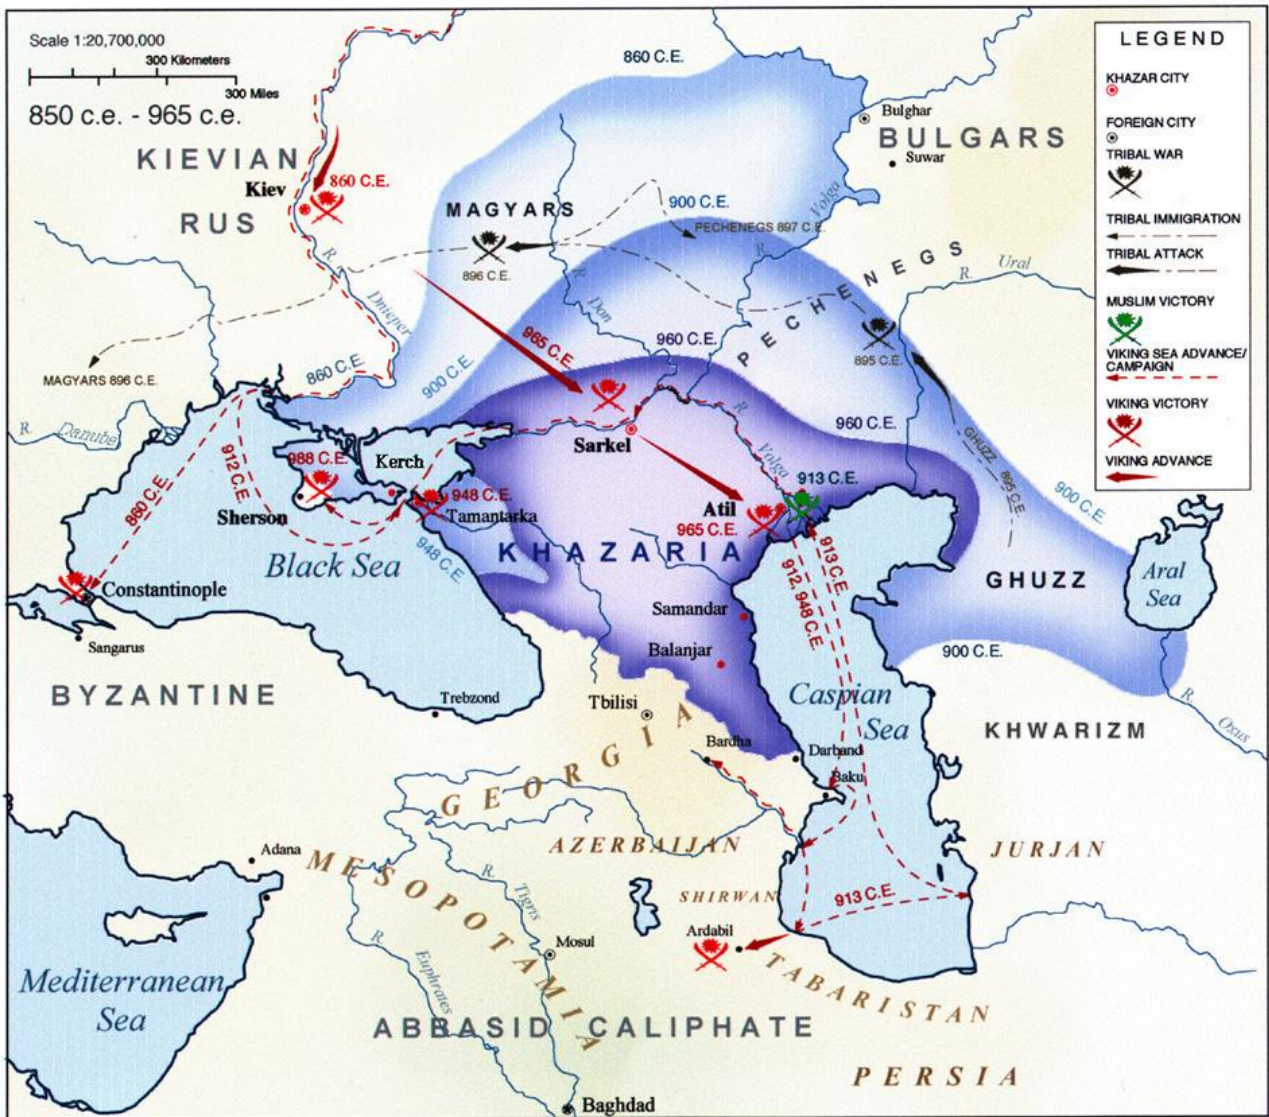 Scale 1:20,700,000
300 Kilometers
300 Miles
850 c.e. - 965 c.e.
LEGEND
KHAZAR CITY
FOREIGN CITY
TRIBAL WAR
TRIBAL IMMIGRATION
TRIBAL ATTACK
MUSLIM VICTORY
VIKING SEA ADVANCE/
CAMPAIGN
VIKING VICTORY
VIKING ADVANCE
860 C.E.
Bulghar
BULGARS
Suwar
KIEVIAN
RUS
Kiev
860 C.E.
MAGYARS
896 C.E.
900 C.E.
PECHENEGS 897 C.E.
Volga
R.
R. Dnieper
R. Don
PECHENEGS
R. Ural
895 C.E.
965 C.E.
960 C.E.
860 C.E.
900 C.E.
MAGYARS 896 C.E.
R. Danube
960 C.E.
GHUZZ 895 C.E.
900 C.E.
Sarkel
R. Volga
913 C.E.
Atil
965 C.E.
988 C.E.
Kerch
948 C.E.
Tamantarka
948 C.E.
912 C.E.
860 C.E.
Sherson
Black Sea
KHAZARIA
GHUZZ
Aral
Sea
Constantinople
Sangarus
BYZANTINE
Trebzond
Samandar
Balanjar
912, 948 C.E.
913 C.E.
900 C.E.
Caspian
Sea
KHWARIZM
R. Oxus
Tbilisi
GEORGIA
Bardha
Darband
Baku
AZERBAIJAN
JURJAN
Adana
MESOPOTAMIA
R. Tigris
SHIRWAN
913 C.E.
Ardabil
Mosul
R. Euphrates
TABARISTAN
Mediterranean
Sea
ABBASID CALIPHATE
PERSIA
Baghdad